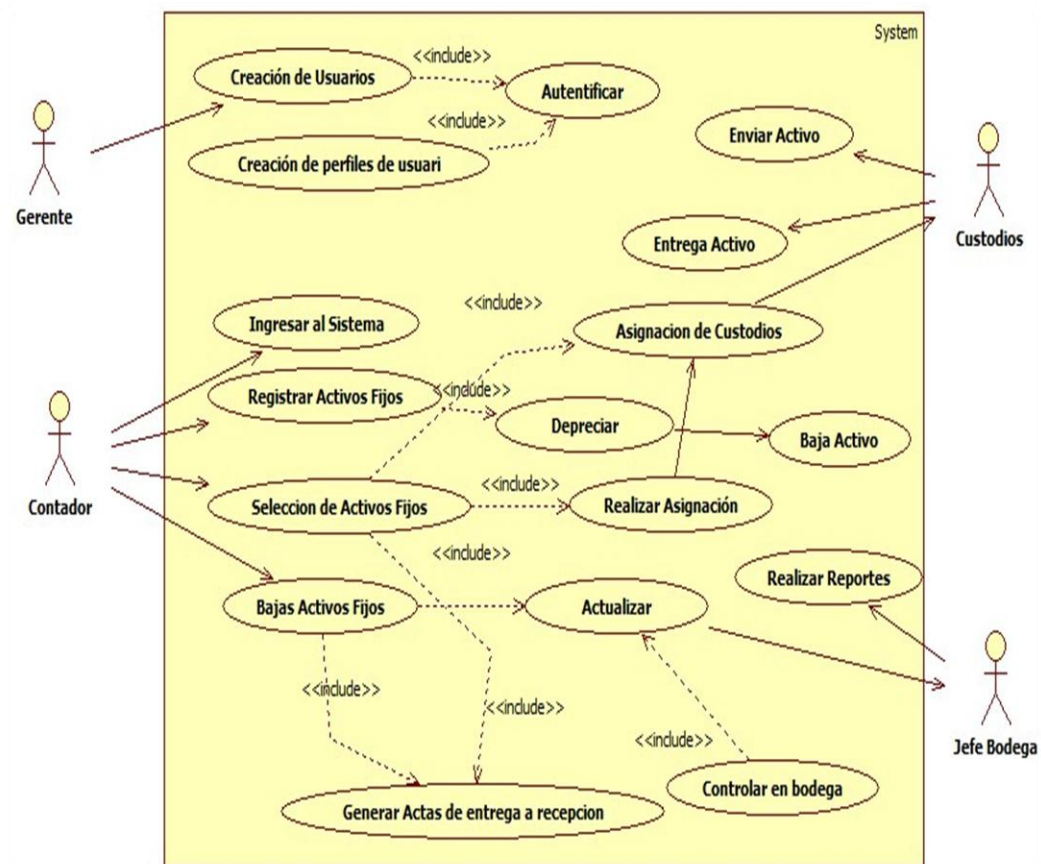 System
<<include>>
Creación de Usuarios
Autentificar
<<include>>
Enviar Activo
Creación de perfiles de usuari
Gerente
Entrega Activo
Custodios
<<include>>
Ingresar al Sistema
Asignacion de Custodios
Registrar Activos Fijos
<<include>>
Depreciar
Baja Activo
Contador
Seleccion de Activos Fijos
<<include>>
Realizar Asignación
<<include>>
Realizar Reportes
Bajas Activos Fijos
Actualizar
<<include>>
<<include>>
<<include>>
Jefe Bodega
Controlar en bodega
Generar Actas de entrega a recepcion